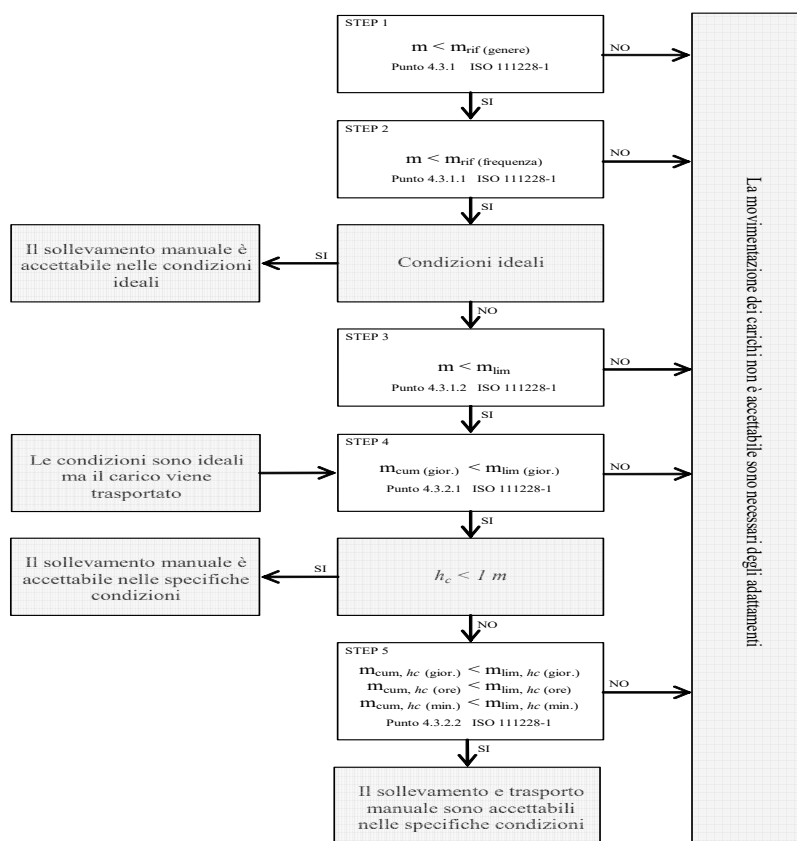 STEP 1
m < m rif (genere)
Punto 4.3.1 ISO 111228-1
NO
SI
STEP 2
m < m rif (frequenza)
Punto 4.3.1.1 ISO 111228-1
NO
SI
Il sollevamento manuale è
accettabile nelle condizioni
ideali
SI
Condizioni ideali
NO
STEP 3
m < m lim
Punto 4.3.1.2 ISO 111228-1
NO
SI
Le condizioni sono ideali
ma il carico viene
trasportato
STEP 4
m cum (gior.) < m lim (gior.)
Punto 4.3.2.1 ISO 111228-1
NO
SI
Il sollevamento manuale è
accettabile nelle specifiche
condizioni
SI
hc < 1 m
NO
STEP 5
m cum, hc (gior.) < m lim, hc (gior.)
m cum, hc (ore) < m lim, hc (ore)
m cum, hc (min.) < m lim, hc (min.)
Punto 4.3.2.2 ISO 111228-1
NO
SI
Il sollevamento e trasporto
manuale sono accettabili
nelle specifiche condizioni
La movimentazione dei carichi non è accettabile sono necessari degli adattamenti